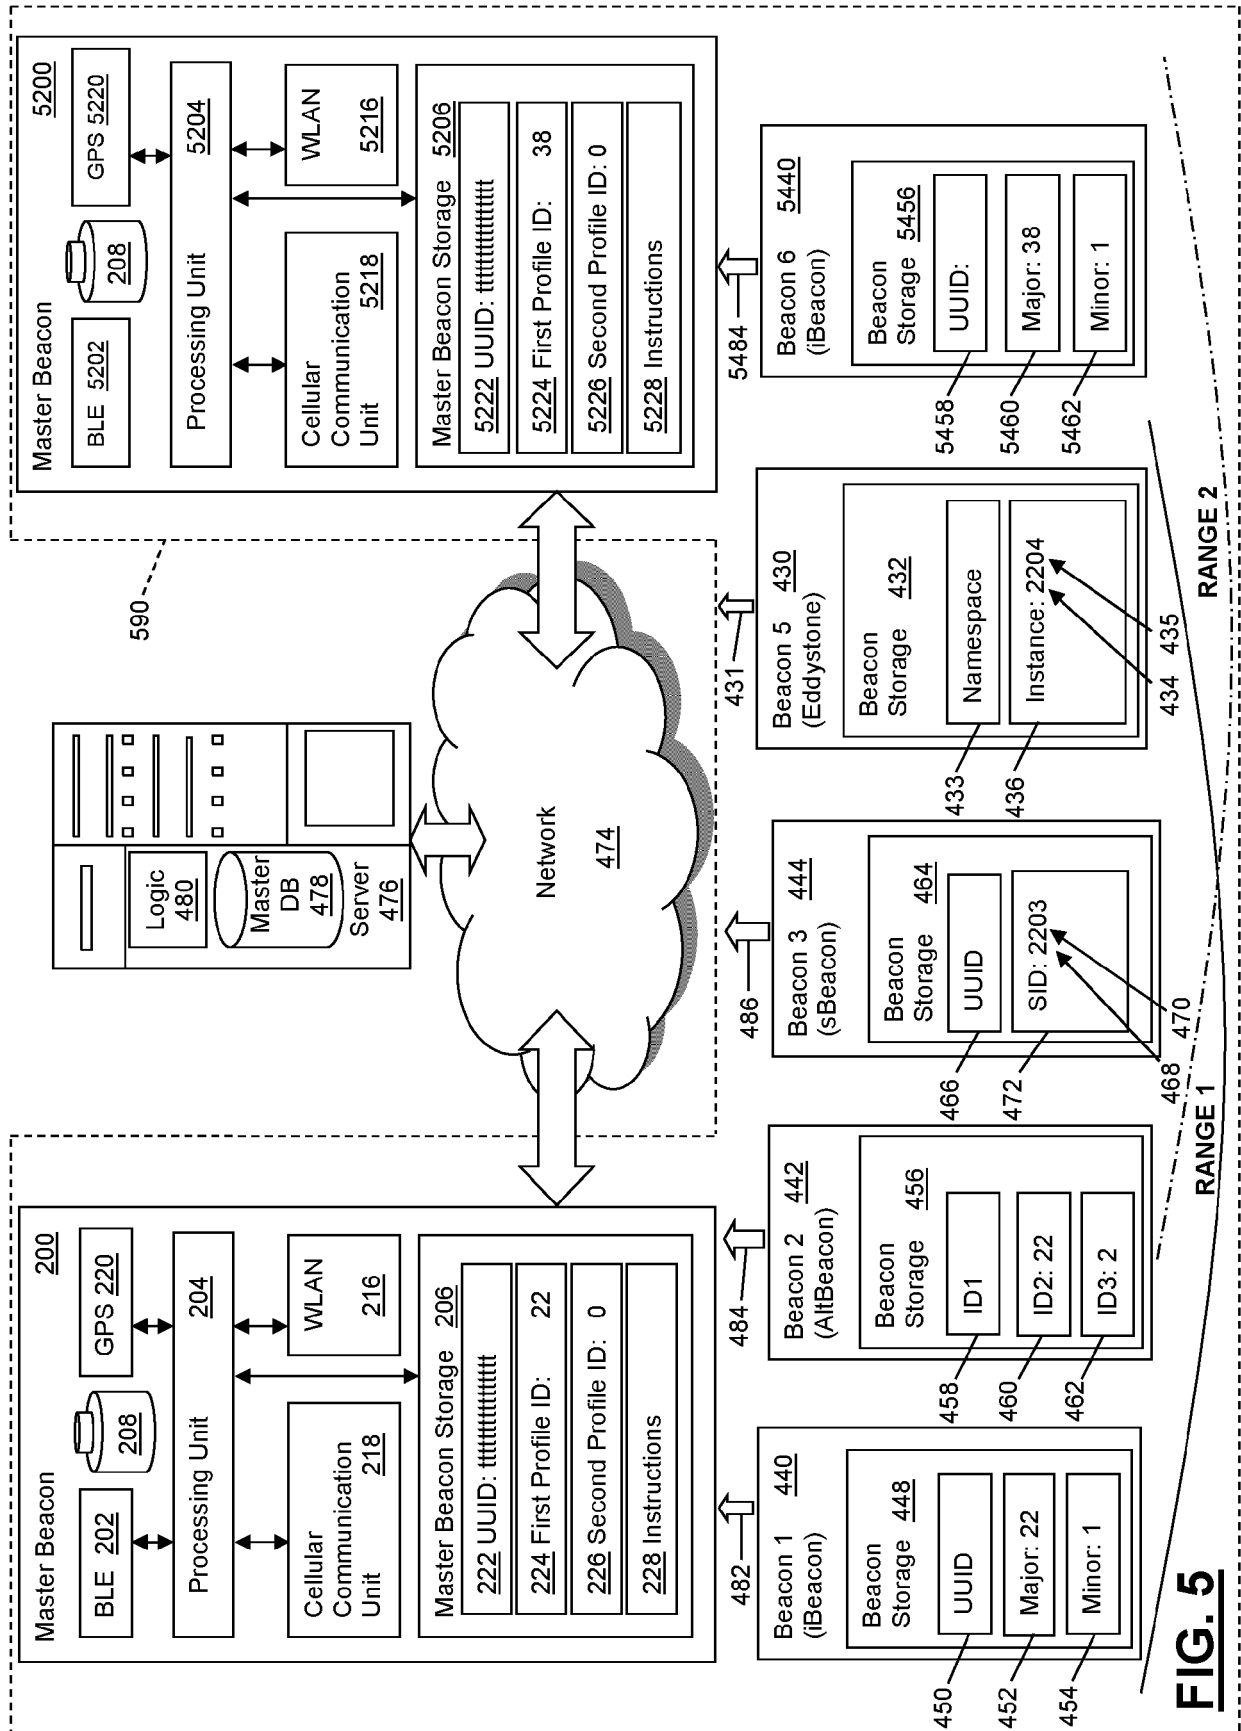 Master Beacon
200
BLE 202
208
GPS 220
Processing Unit
204
Cellular
Communication
Unit
218
WLAN
216
Master Beacon Storage 206
222 UUID: tttttttttttttttt
224 First Profile ID: 22
226 Second Profile ID: 0
228 Instructions
Logic
480
Master
DB
478
Server
476
Network
474
590
Master Beacon
5200
BLE 5202
208
GPS 5220
Processing Unit
5204
Cellular
Communication
Unit
5218
WLAN
5216
Master Beacon Storage 5206
5222 UUID: tttttttttttttttt
5224 First Profile ID: 38
5226 Second Profile ID: 0
5228 Instructions
482
Beacon 1
(iBeacon)
440
Beacon
Storage 448
UUID
Major: 22
Minor: 1
450
452
454
484
Beacon 2
(AltBeacon)
442
Beacon
Storage
456
ID1
ID2: 22
ID3: 2
458
460
462
486
Beacon 3
(sBeacon)
444
Beacon
Storage
464
UUID
SID: 2203
466
472
468
470
431
Beacon 5
(Eddystone)
430
Beacon
Storage
432
Namespace
Instance: 2204
433
436
434
435
5484
Beacon 6
(iBeacon)
5440
Beacon
Storage
5456
UUID:
Major: 38
Minor: 1
5458
5460
5462
RANGE 1
RANGE 2
FIG. 5